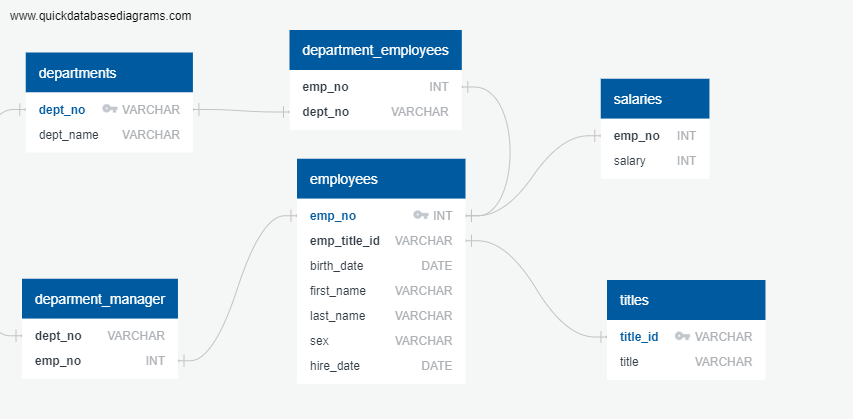 www.quickdatabasediagrams.com
departments
dept_no VARCHAR
dept_name VARCHAR
department_employees
emp_no INT
dept_no VARCHAR
salaries
emp_no INT
salary INT
employees
emp_no INT
emp_title_id VARCHAR
birth_date DATE
first_name VARCHAR
last_name VARCHAR
sex VARCHAR
hire_date DATE
deparment_manager
dept_no VARCHAR
emp_no INT
titles
title_id VARCHAR
title VARCHAR